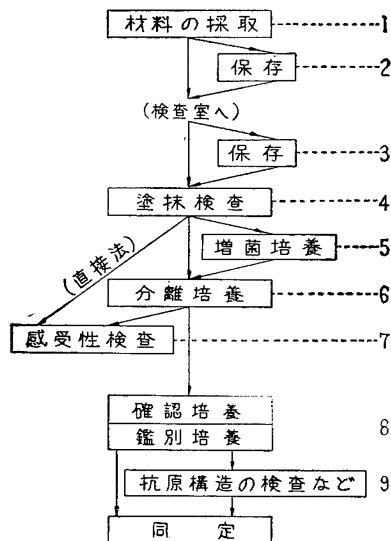 材料の採取 1
保存 2
(検査室へ)
保存 3
塗抹検査 4
増菌培養 5
(直接法)
分離培養 6
感受性検査 7
確認培養 8
鑑別培養
抗原構造の検査など 9
同定